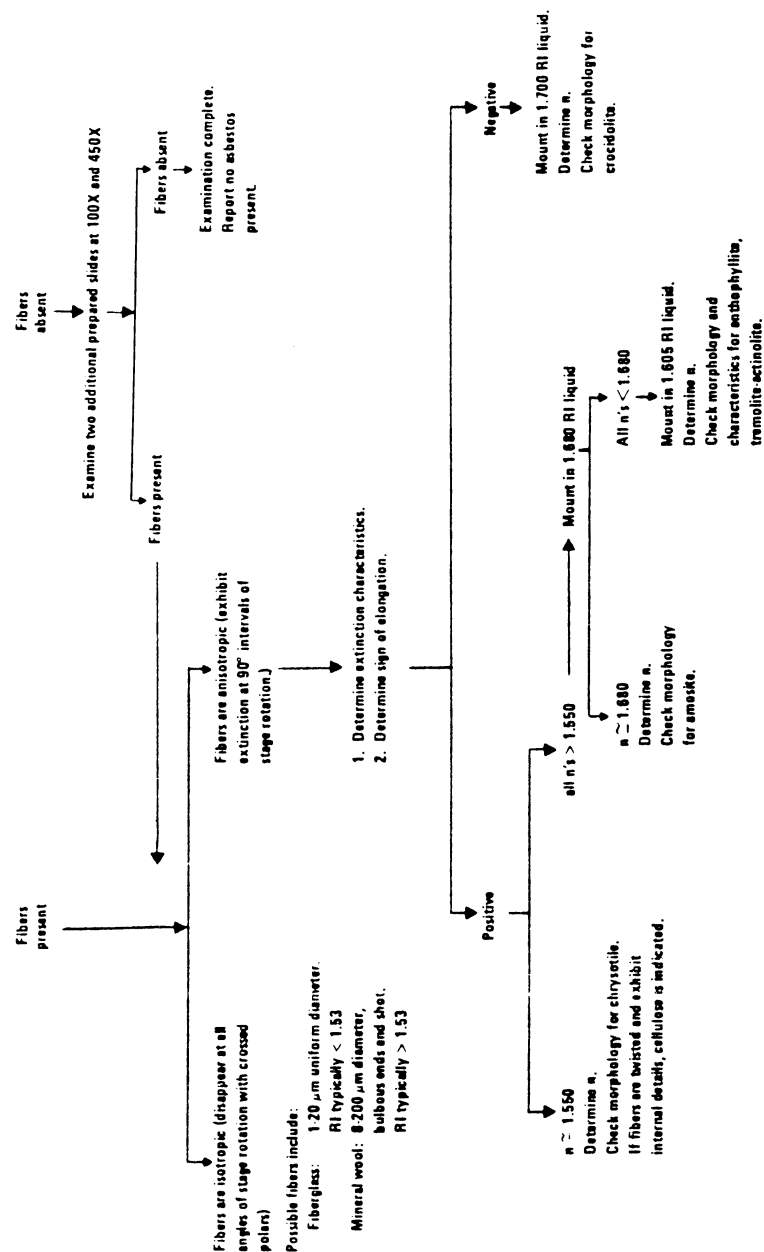 Fibers
present
Fibers
absent
Examine two additional prepared slides at 100X and 450X
Fibers present
Fibers absent
Examination complete.
Report no asbestos
present.
Fibers are isotropic (disappear at all
angles of stage rotation with crossed
polars)
Possible fibers include:
Fiberglass: 1-20 μm uniform diameter.
RI typically < 1.53
Mineral wool: 8-200 μm diameter,
bulbous ends and shot.
RI typically > 1.53
Fibers are anisotropic (exhibit
extinction at 90° intervals of
stage rotation.)
1. Determine extinction characteristics.
2. Determine sign of elongation.
Positive
Negative
n ≃ 1.550
Determine n.
Check morphology for chrysotile.
If fibers are twisted and exhibit
internal details, cellulose is indicated.
all n's > 1.550
Mount in 1.680 RI liquid
n ≃ 1.680
Determine n.
Check morphology
for amosite.
All n's < 1.680
Mount in 1.605 RI liquid.
Determine n.
Check morphology and
characteristics for anthophyllite,
tremolite-actinolite.
Mount in 1.700 RI liquid.
Determine n.
Check morphology for
crocidolite.